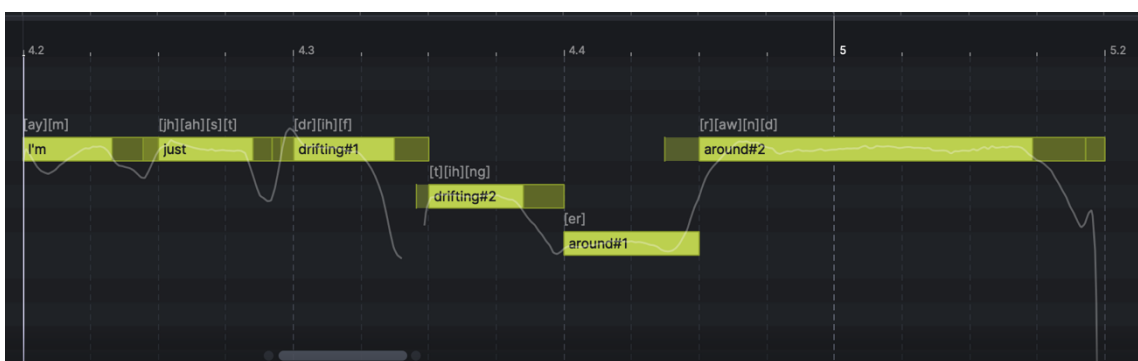 4.2 4.3 4.4 5 5.2
[ay][m] [jh][ah][s][t] [dr][ih][f] [r][aw][n][d]
I'm just drifting#1 around#2
[t][ih][ng]
drifting#2
[er]
around#1